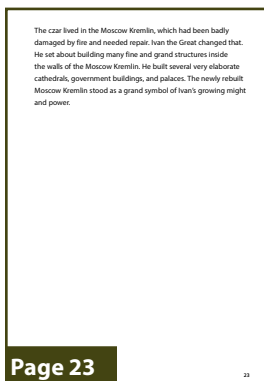 The czar lived in the Moscow Kremlin, which had been badly
damaged by fire and needed repair. Ivan the Great changed that.
He set about building many fine and grand structures inside
the walls of the Moscow Kremlin. He built several very elaborate
cathedrals, government buildings, and palaces. The newly rebuilt
Moscow Kremlin stood as a grand symbol of Ivan’s growing might
and power.
Page 23
23